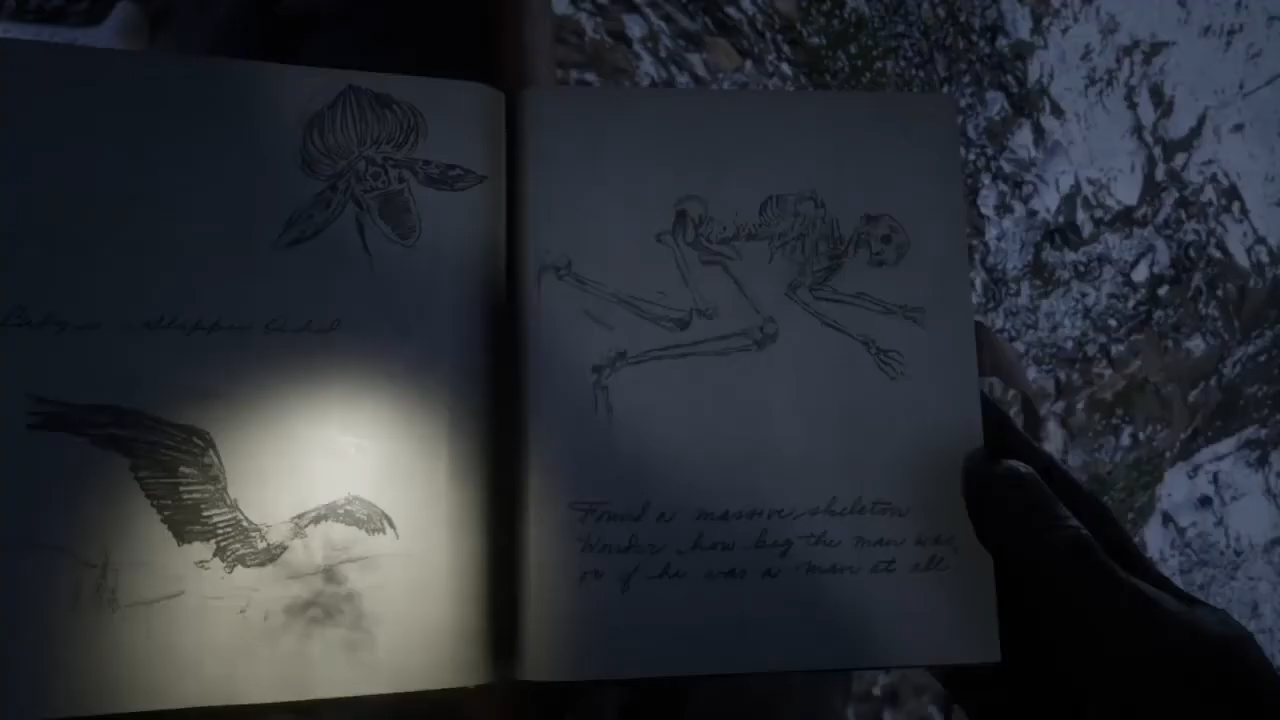 Lady's Slipper Orchid
Found a massive skeleton
Wonder how big the man was,
or if he was a man at all